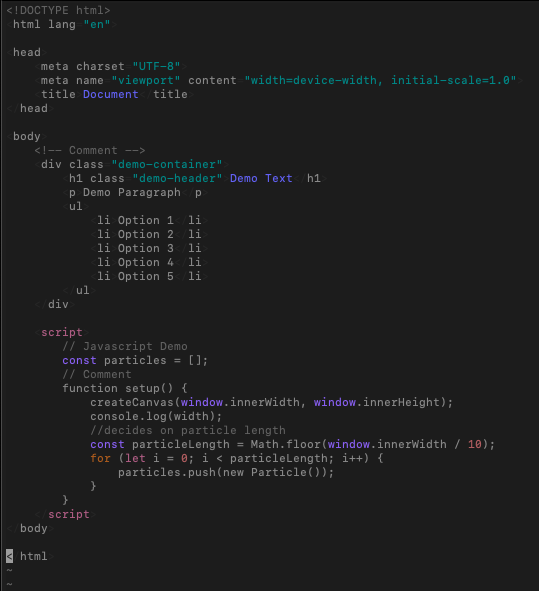 <!DOCTYPE html>
<html lang="en">
<head>
<meta charset="UTF-8">
<meta name="viewport" content="width=device-width, initial-scale=1.0">
<title>Document</title>
</head>
<body>
<!-- Comment -->
<div class="demo-container">
<h1 class="demo-header">Demo Text</h1>
<p>Demo Paragraph</p>
<ul>
<li>Option 1</li>
<li>Option 2</li>
<li>Option 3</li>
<li>Option 4</li>
<li>Option 5</li>
</ul>
</div>
<script>
// Javascript Demo
const particles = [];
// Comment
function setup() {
createCanvas(window.innerWidth, window.innerHeight);
console.log(width);
//decides on particle length
const particleLength = Math.floor(window.innerWidth / 10);
for (let i = 0; i < particleLength; i++) {
particles.push(new Particle());
}
}
</script>
</body>
</html>
~
~